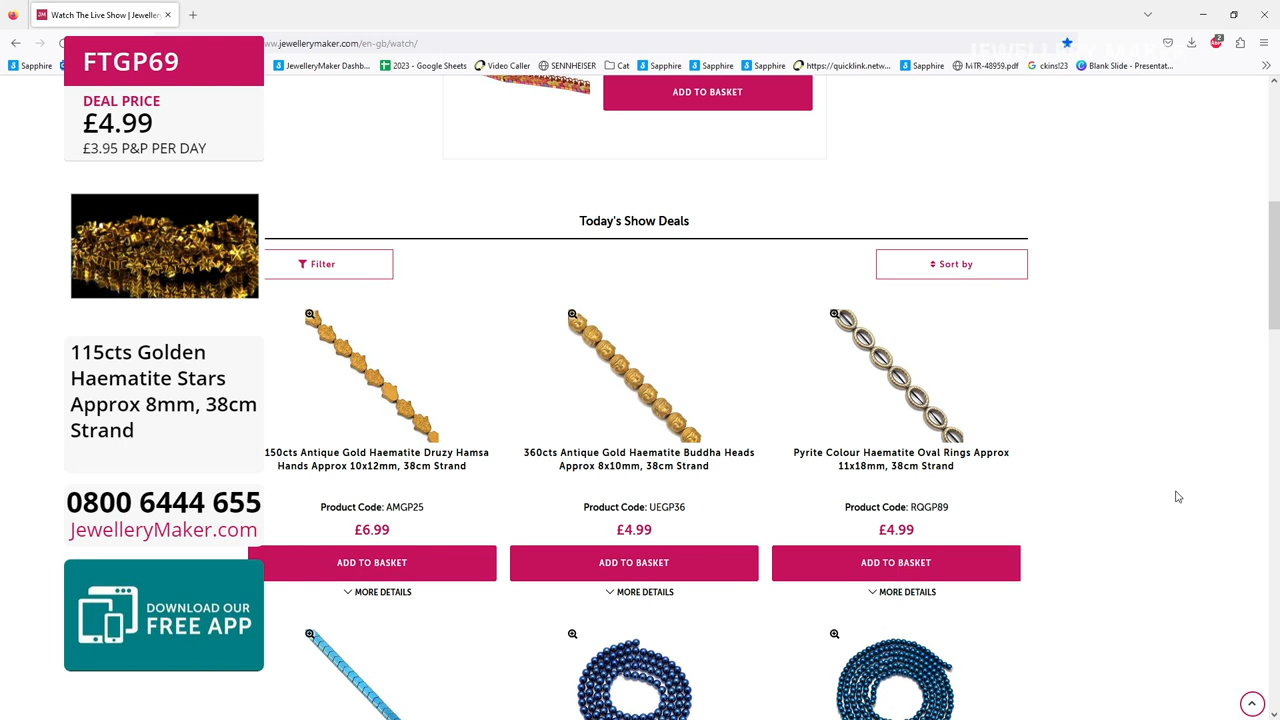 Watch The Live Show | Jeweller
ww.jewellerymaker.com/en-gb/watch/
JEWELLERY MAKER
Sapphire
JewelleryMaker Dashb...
2023 - Google Sheets
Video Caller
SENNHEISER
Cat
Sapphire
Sapphire
Sapphire
https://quicklink.netw...
Sapphire
MiTR-48959.pdf
ckins!23
Blank Slide - Presentat...
FTGP69
DEAL PRICE
£4.99
£3.95 P&P PER DAY
115cts Golden
Haematite Stars
Approx 8mm, 38cm
Strand
0800 6444 655
JewelleryMaker.com
DOWNLOAD OUR
FREE APP
ADD TO BASKET
Today's Show Deals
Filter
Sort by
150cts Antique Gold Haematite Druzy Hamsa
Hands Approx 10x12mm, 38cm Strand
Product Code: AMGP25
£6.99
ADD TO BASKET
MORE DETAILS
360cts Antique Gold Haematite Buddha Heads
Approx 8x10mm, 38cm Strand
Product Code: UEGP36
£4.99
ADD TO BASKET
MORE DETAILS
Pyrite Colour Haematite Oval Rings Approx
11x18mm, 38cm Strand
Product Code: RQGP89
£4.99
ADD TO BASKET
MORE DETAILS